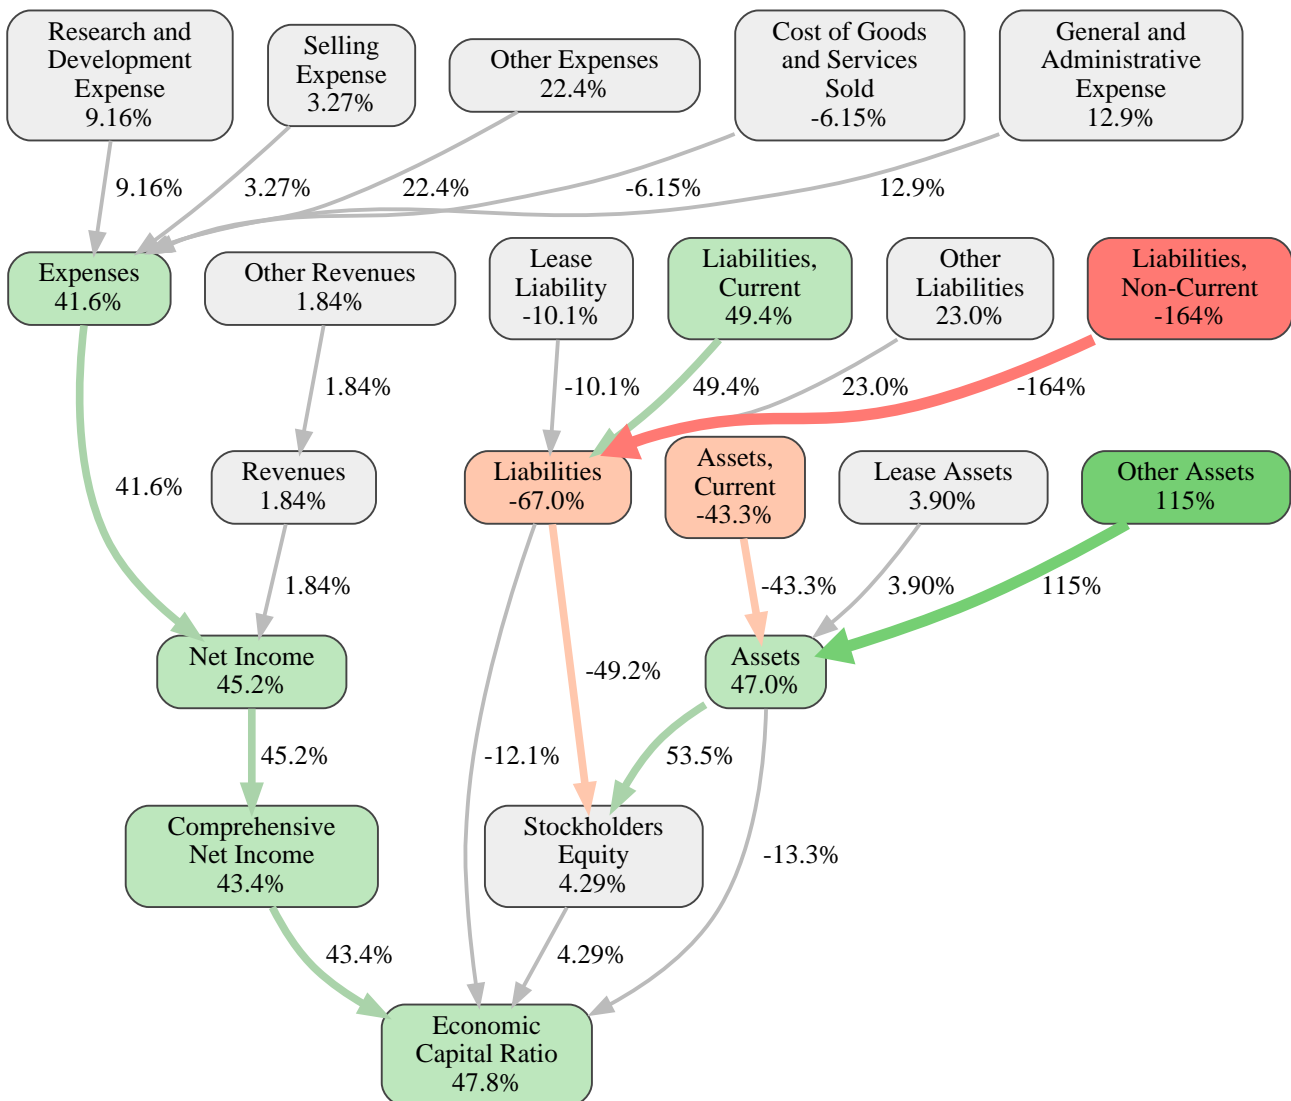 Research and
Development
Expense
9.16%
Selling
Expense
3.27%
Other Expenses
22.4%
Cost of Goods
and Services
Sold
-6.15%
General and
Administrative
Expense
12.9%
9.16%
3.27%
22.4%
-6.15%
12.9%
Expenses
41.6%
Other Revenues
1.84%
Lease
Liability
-10.1%
Liabilities,
Current
49.4%
Other
Liabilities
23.0%
Liabilities,
Non-Current
-164%
1.84%
-10.1%
49.4%
23.0%
-164%
41.6%
Revenues
1.84%
Liabilities
-67.0%
Assets,
Current
-43.3%
Lease Assets
3.90%
Other Assets
115%
1.84%
-43.3%
3.90%
115%
Net Income
45.2%
-49.2%
Assets
47.0%
45.2%
-12.1%
53.5%
Comprehensive
Net Income
43.4%
Stockholders
Equity
4.29%
-13.3%
43.4%
4.29%
Economic
Capital Ratio
47.8%